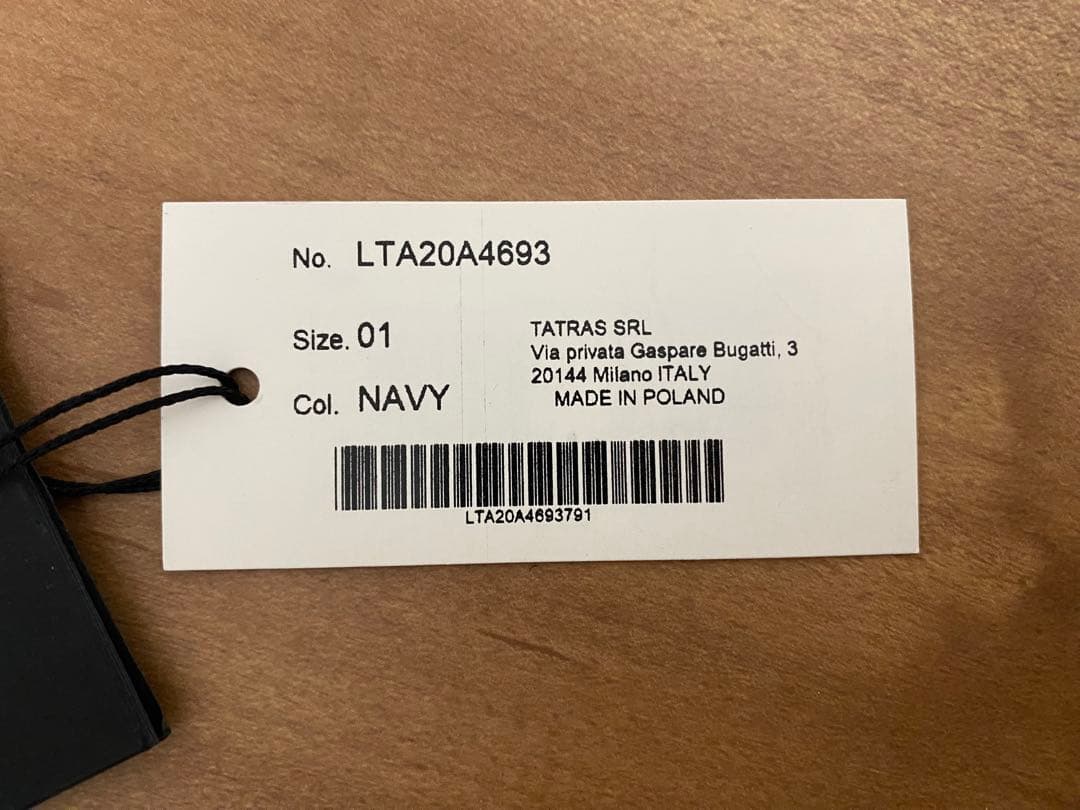 No. LTA20A4693
Size. 01
Col. NAVY
TATRAS SRL
Via privata Gaspare Bugatti, 3
20144 Milano ITALY
MADE IN POLAND
LTA20A4693791